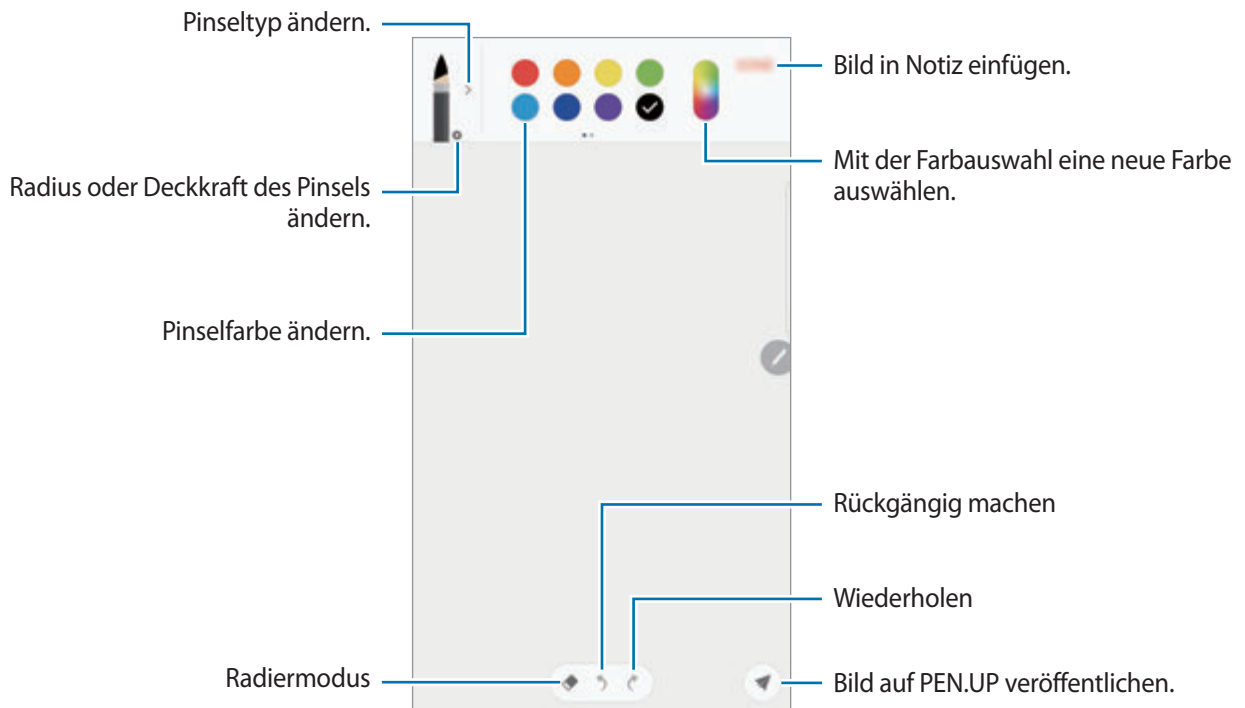 Pinseltyp ändern.
Bild in Notiz einfügen.
Mit der Farbauswahl eine neue Farbe
auswählen.
Radius oder Deckkraft des Pinsels
ändern.
Pinselfarbe ändern.
Rückgängig machen
Wiederholen
Radiermodus
Bild auf PEN.UP veröffentlichen.